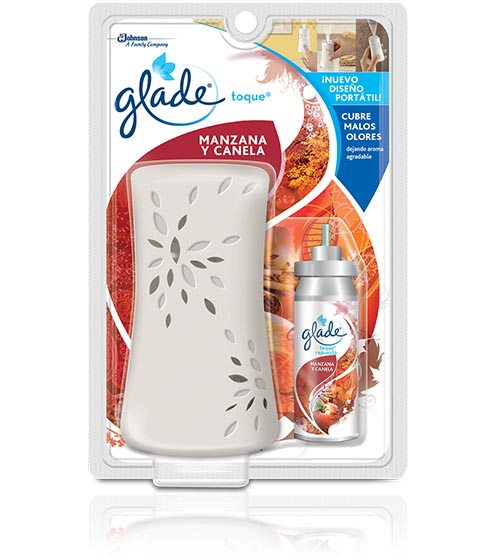 Johnson
A Family Company
glade
toque®
MANZANA
Y CANELA
¡NUEVO
DISEÑO
PORTÁTIL!
CUBRE
MALOS
OLORES
dejando aroma
agradable
glade
toque®
repuesto
MANZANA
Y CANELA